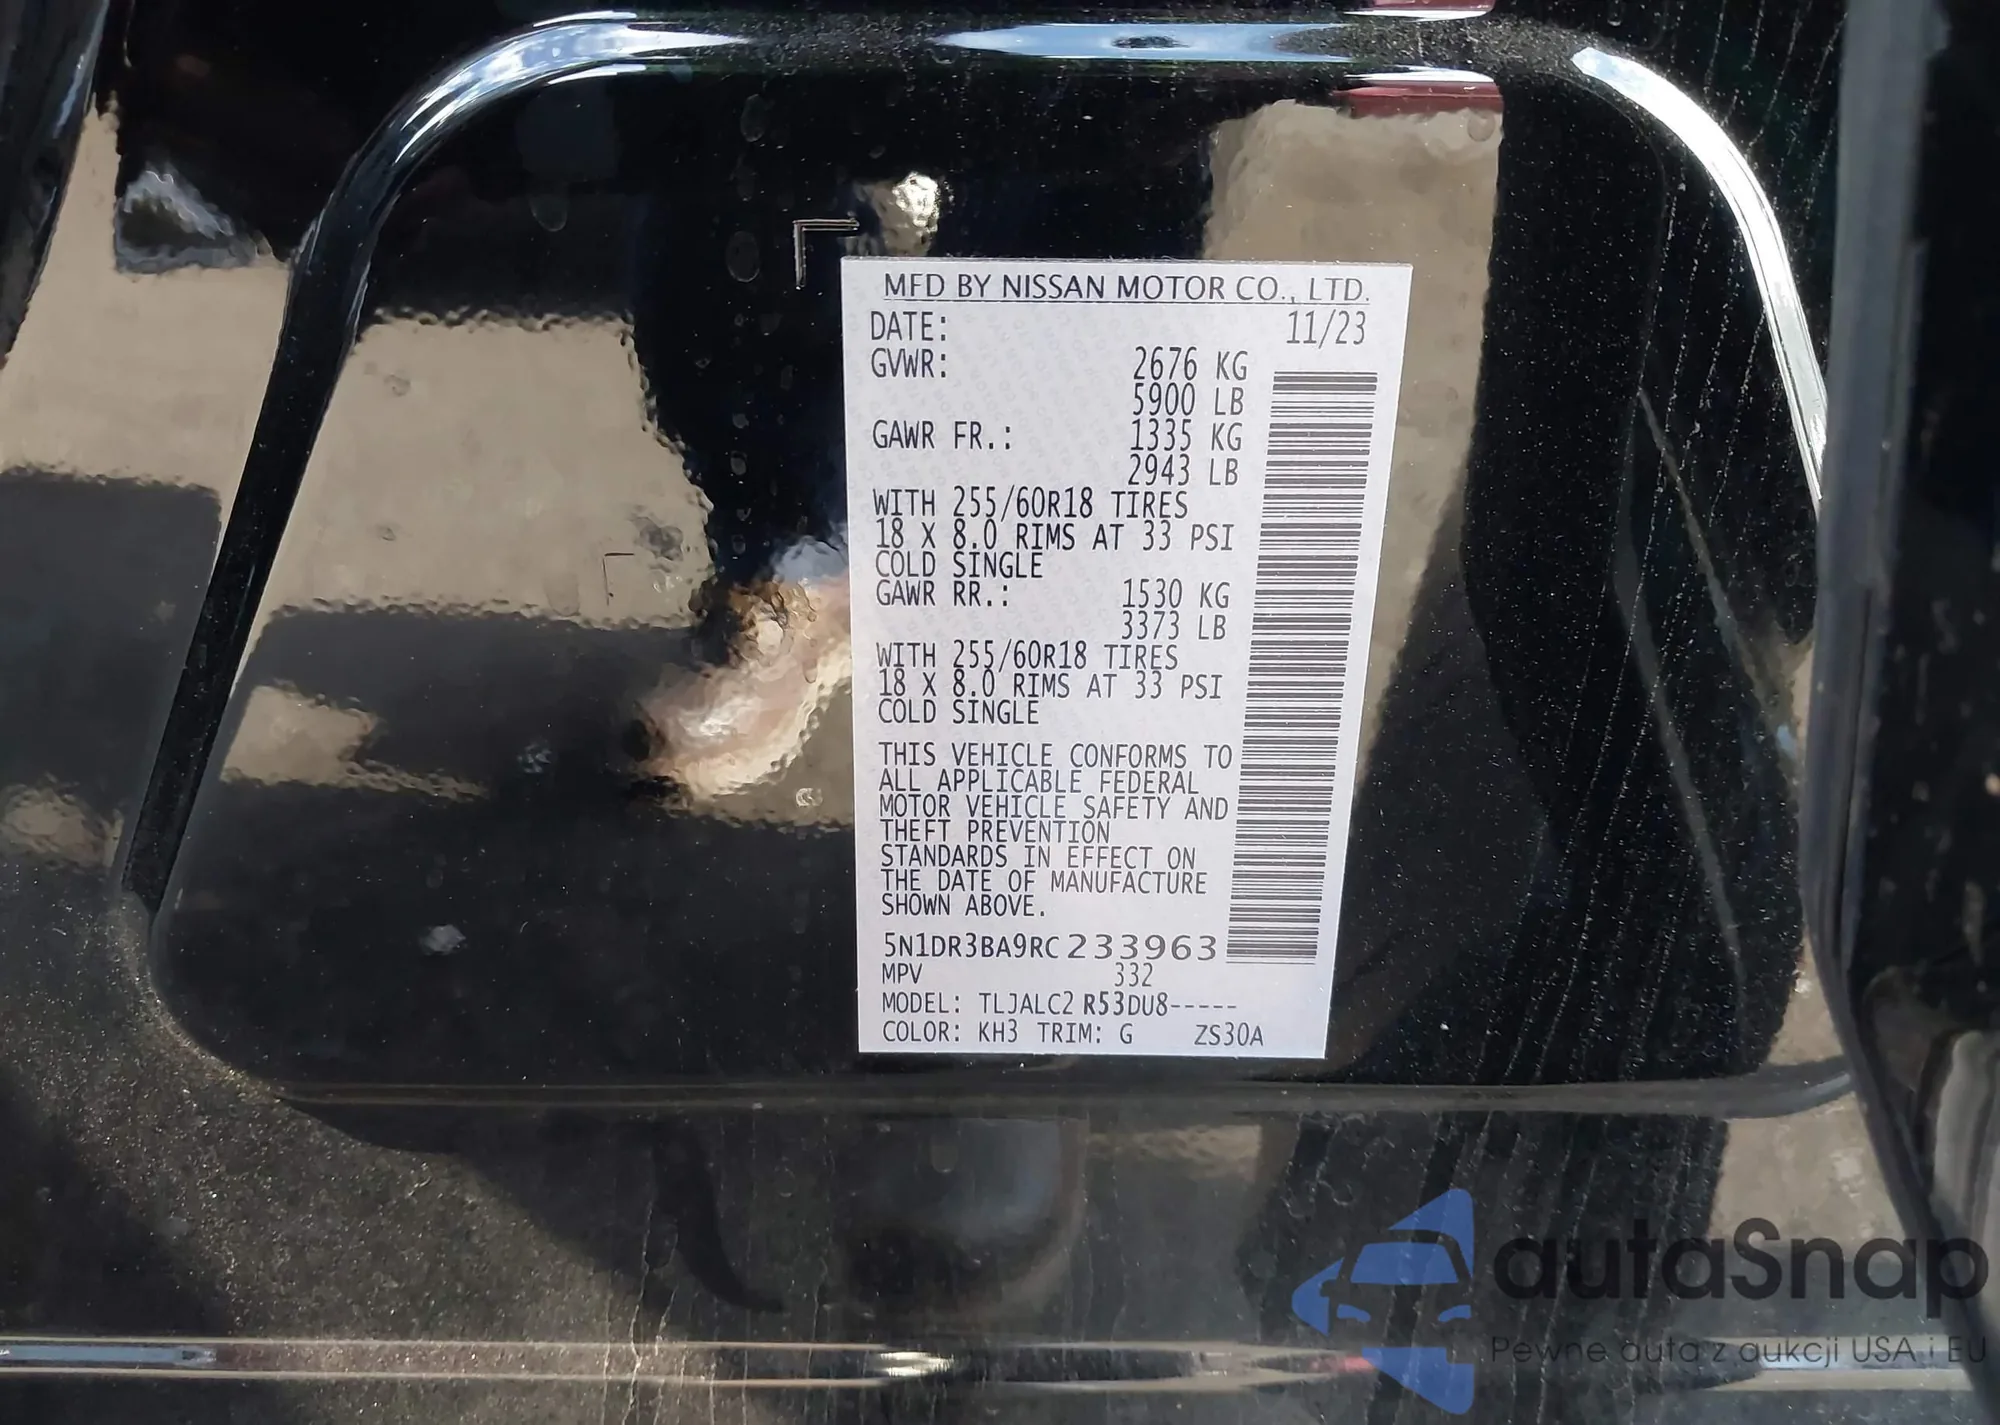 MFD BY NISSAN MOTOR CO., LTD.
DATE: 11/23
GVWR: 2676 KG
5900 LB
GAWR FR.: 1335 KG
2943 LB
WITH 255/60R18 TIRES
18 X 8.0 RIMS AT 33 PSI
COLD SINGLE
GAWR RR.: 1530 KG
3373 LB
WITH 255/60R18 TIRES
18 X 8.0 RIMS AT 33 PSI
COLD SINGLE
THIS VEHICLE CONFORMS TO
ALL APPLICABLE FEDERAL
MOTOR VEHICLE SAFETY AND
THEFT PREVENTION
STANDARDS IN EFFECT ON
THE DATE OF MANUFACTURE
SHOWN ABOVE.
5N1DR3BA9RC233963
MPV 332
MODEL: TLJALC2 R53DU8-----
COLOR: KH3 TRIM: G ZS30A
autaSnap
Pewne auta z aukcji USA i EU